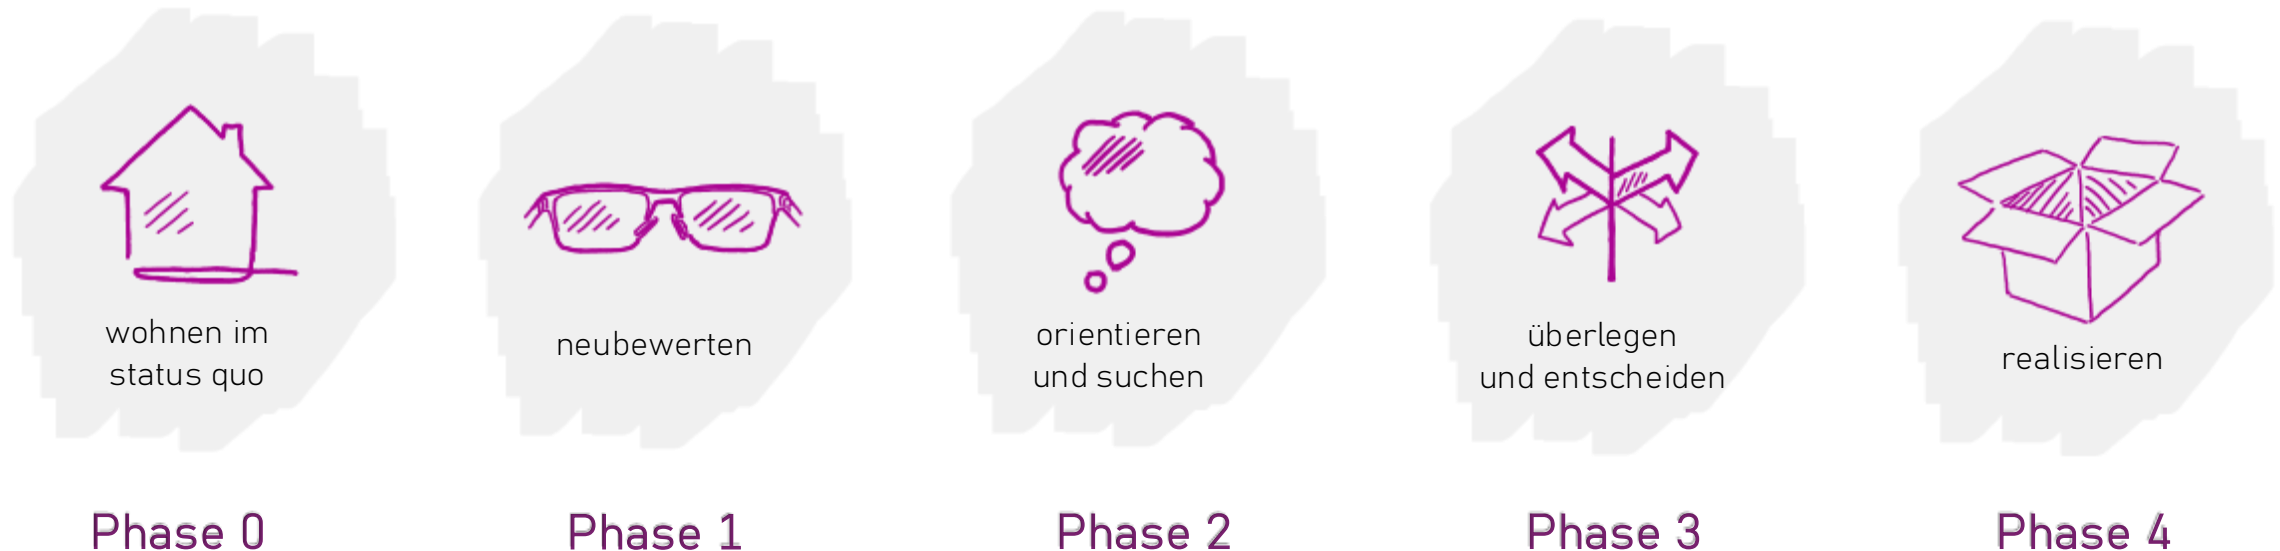 wohnen im
status quo
neubewerten
orientieren
und suchen
überlegen
und entscheiden
realisieren
Phase 0
Phase 1
Phase 2
Phase 3
Phase 4